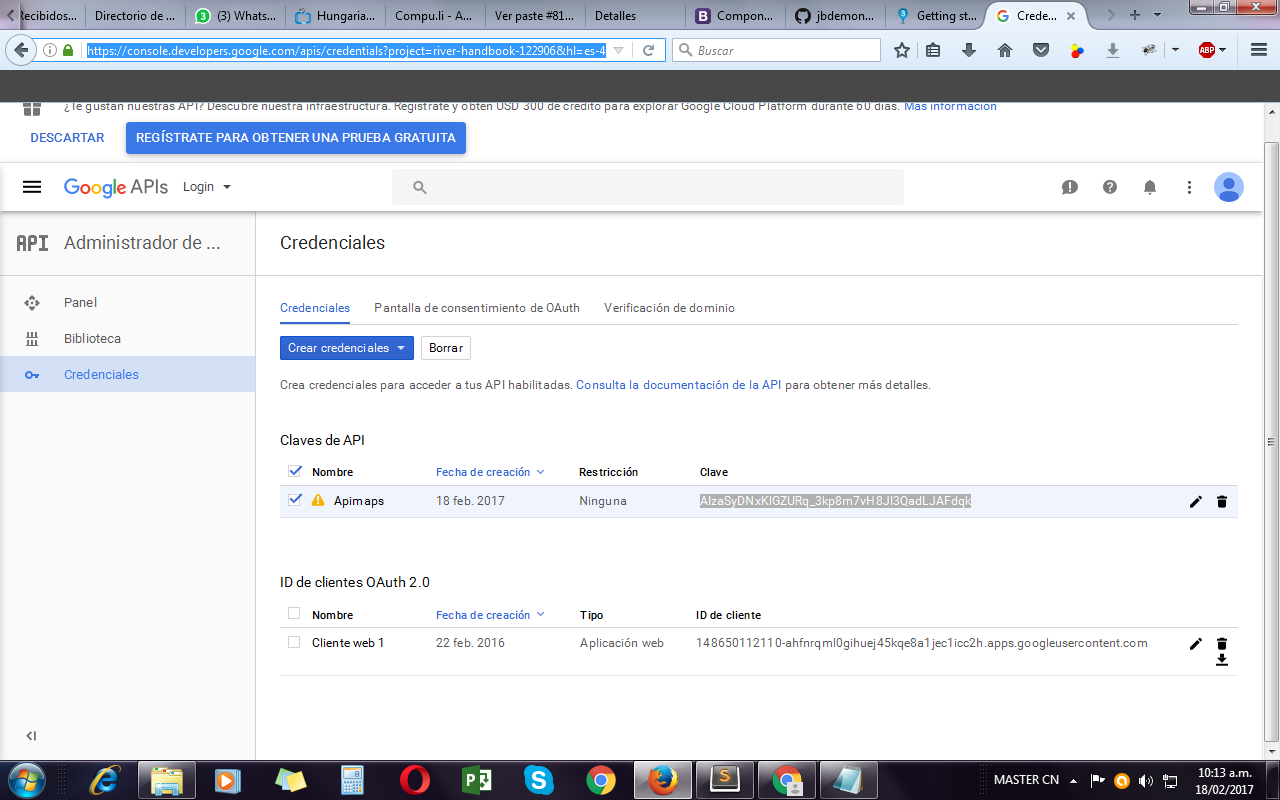 Recibidos...
Directorio de ...
(3) Whats...
Hungaria...
Compu.li - A...
Ver paste #81...
Detalles
Compon...
jbdemon...
Getting st...
Crede...
https://console.developers.google.com/apis/credentials?project=river-handbook-122906&hl=es-4
Buscar
ABP
¿Te gustan nuestras API? Descubre nuestra infraestructura. Regístrate y obtén USD 300 de crédito para explorar Google Cloud Platform durante 60 días. Más información
DESCARTAR
REGÍSTRATE PARA OBTENER UNA PRUEBA GRATUITA
Google APIs
Login
API
Administrador de ...
Credenciales
Panel
Biblioteca
Credenciales
Credenciales
Pantalla de consentimiento de OAuth
Verificación de dominio
Crear credenciales
Borrar
Crea credenciales para acceder a tus API habilitadas. Consulta la documentación de la API para obtener más detalles.
Claves de API
Nombre
Fecha de creación
Restricción
Clave
Apimaps
18 feb. 2017
Ninguna
ID de clientes OAuth 2.0
Nombre
Fecha de creación
Tipo
ID de cliente
Cliente web 1
22 feb. 2016
Aplicación web
148650112110-ahfnrqml0gihuej45kqe8a1jec1icc2h.apps.googleusercontent.com
MASTER CN
10:13 a.m.
18/02/2017